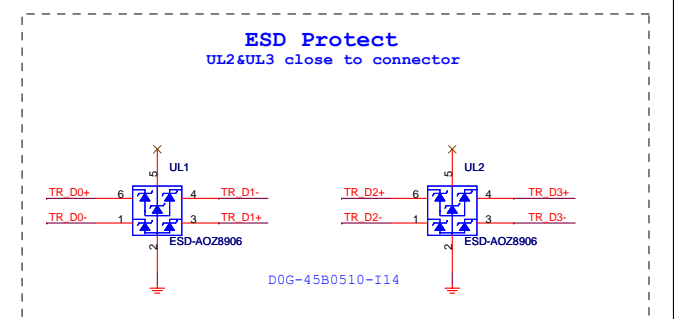 ESD Protect
UL2&UL3 close to connector
5 UL1
TR_D0+ 6 4 TR_D1-
TR_D0- 1 3 TR_D1+
2 ESD-AOZ8906
5 UL2
TR_D2+ 6 4 TR_D3+
TR_D2- 1 3 TR_D3-
2 ESD-AOZ8906
D0G-45B0510-I14